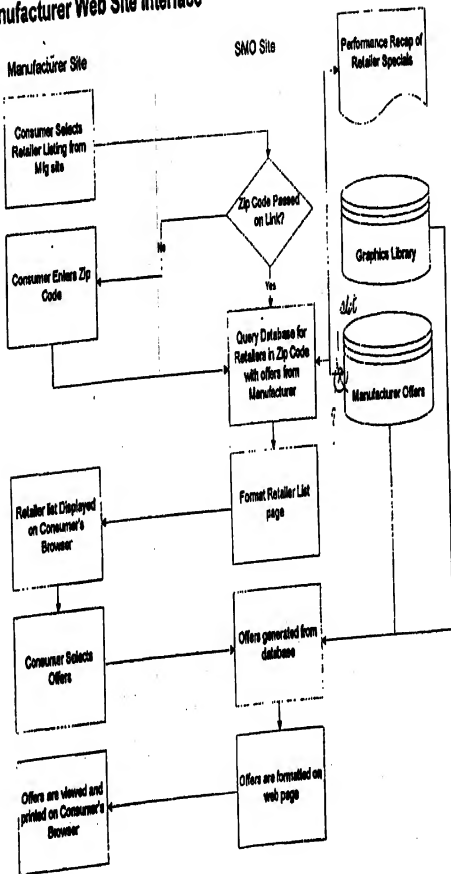 nufacturer Web Site Interface
Manufacturer Site
SMO Site
Performance Recap of
Retailer Specials
Consumer Selects
Retailer Listing from
Mfg site
Zip Code Passed
on Link?
No
Yes
Graphics Library
Consumer Enters Zip
Code
Query Database for
Retailers in Zip Code
with offers from
Manufacturer
Manufacturer Offers
Retailer list Displayed
on Consumer's
Browser
Format Retailer List
page
Consumer Selects
Offers
Offers generated from
database
Offers are viewed and
printed on Consumer's
Browser
Offers are formatted on
web page